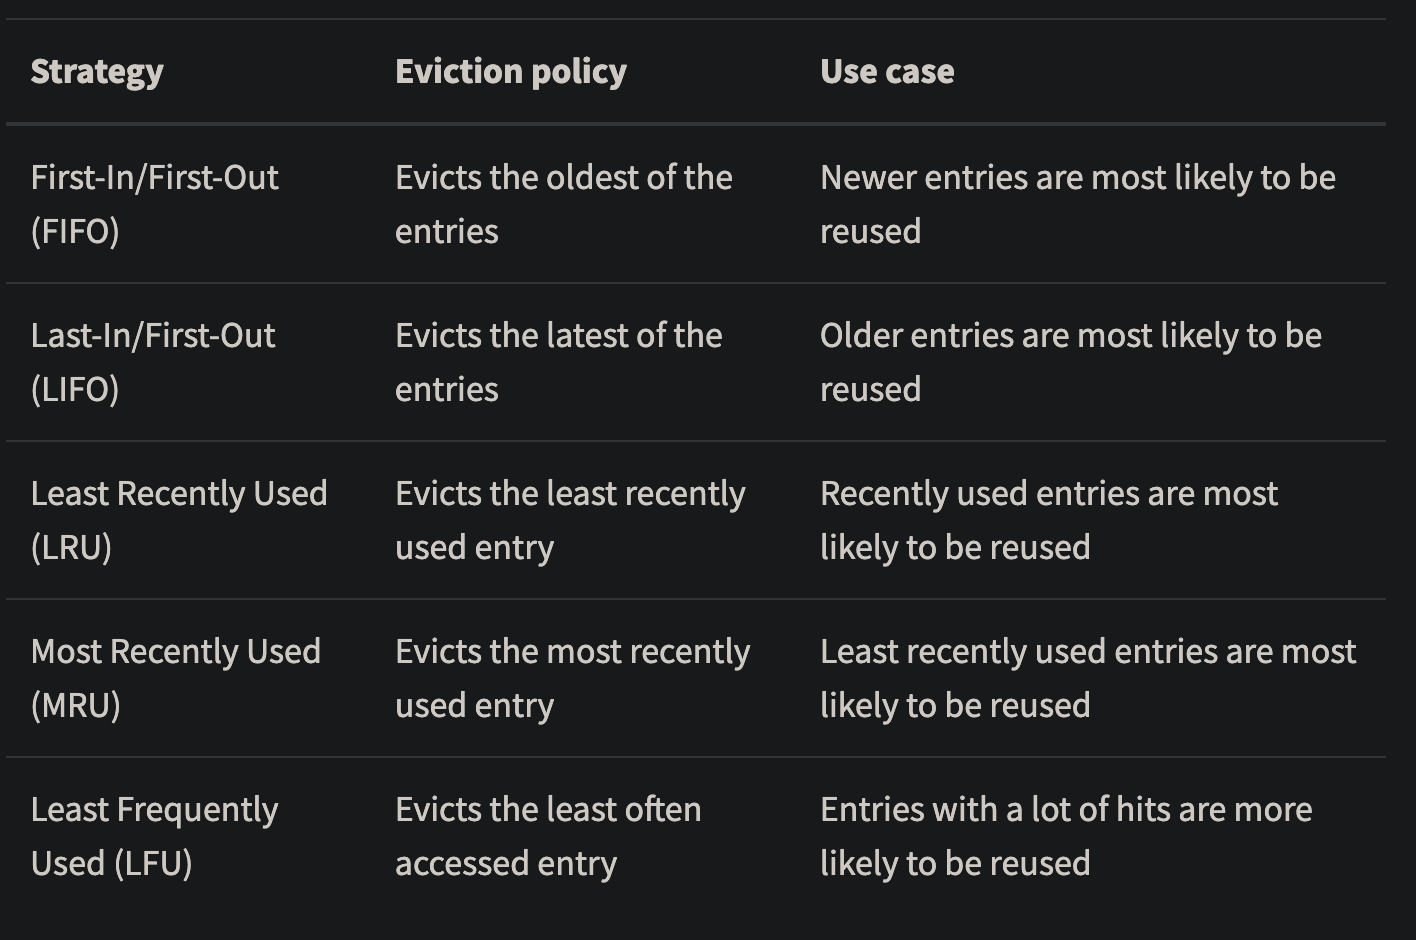 Strategy Eviction policy Use case
First-In/First-Out Evicts the oldest of the Newer entries are most likely to be
(FIFO) entries reused
Last-In/First-Out Evicts the latest of the Older entries are most likely to be
(LIFO) entries reused
Least Recently Used Evicts the least recently Recently used entries are most
(LRU) used entry likely to be reused
Most Recently Used Evicts the most recently Least recently used entries are most
(MRU) used entry likely to be reused
Least Frequently Evicts the least often Entries with a lot of hits are more
Used (LFU) accessed entry likely to be reused